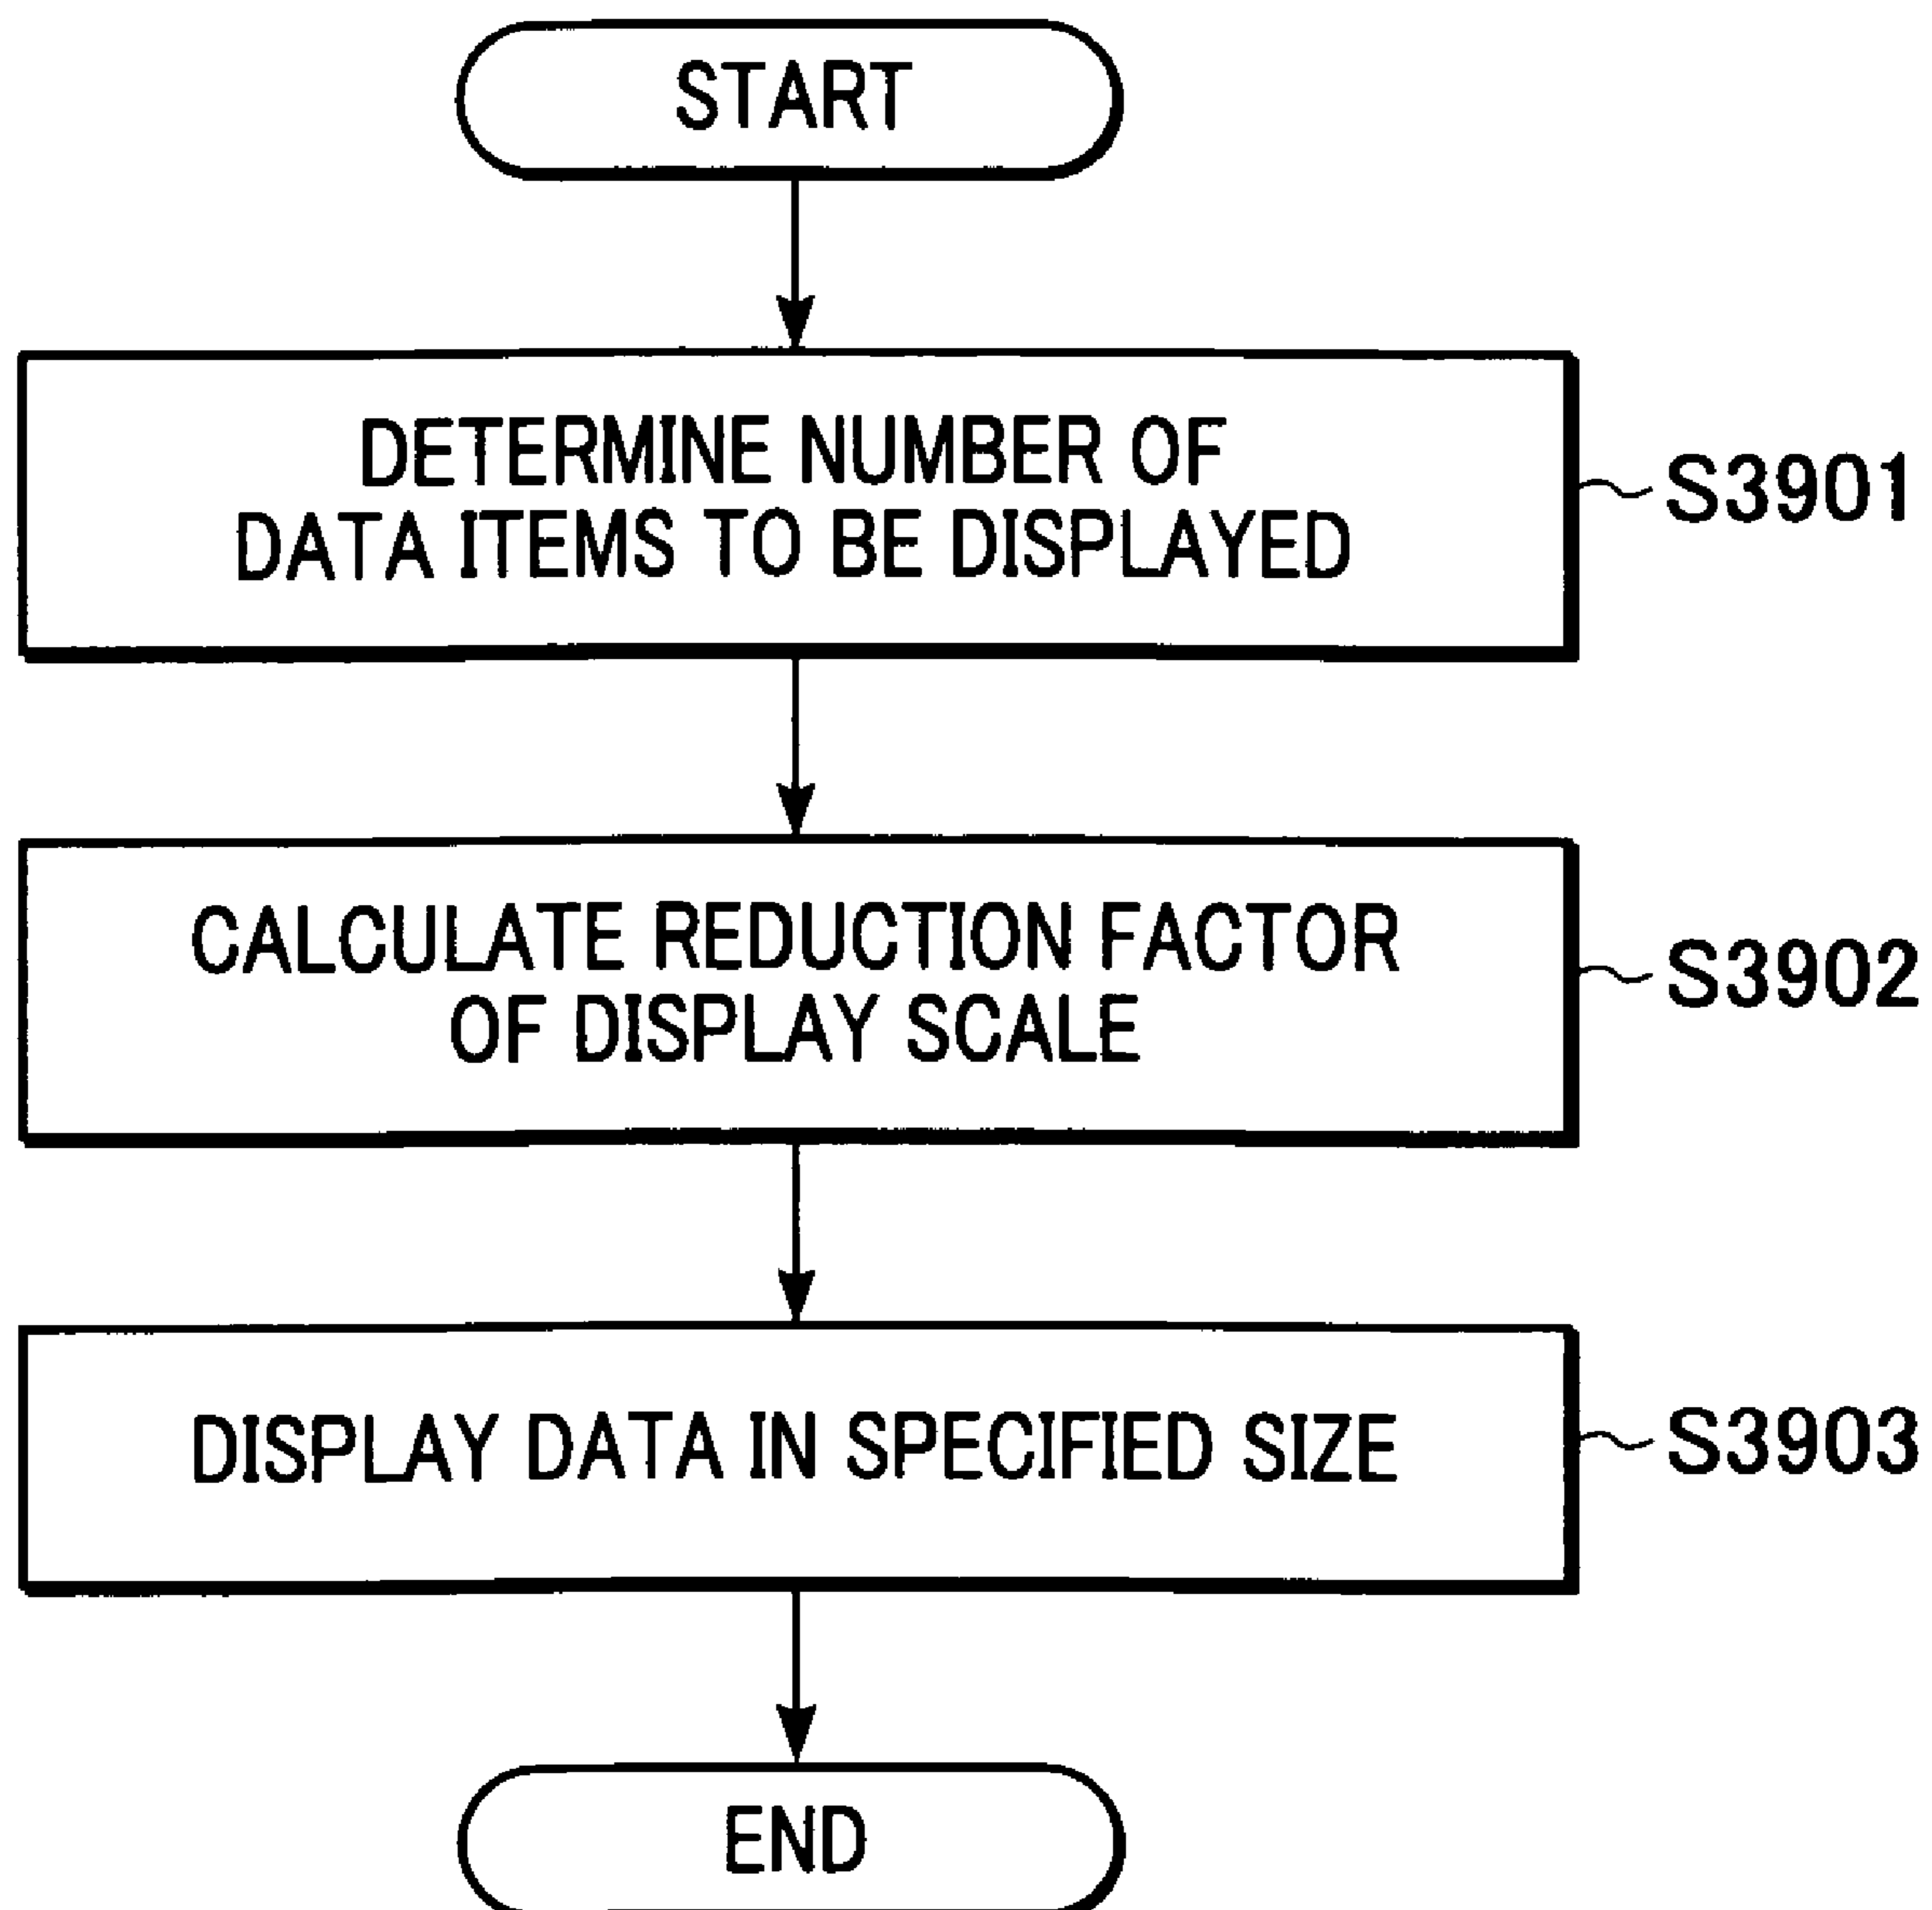 START
DETERMINE NUMBER OF
DATA ITEMS TO BE DISPLAYED
S3901
CALCULATE REDUCTION FACTOR
OF DISPLAY SCALE
S3902
DISPLAY DATA IN SPECIFIED SIZE
S3903
END